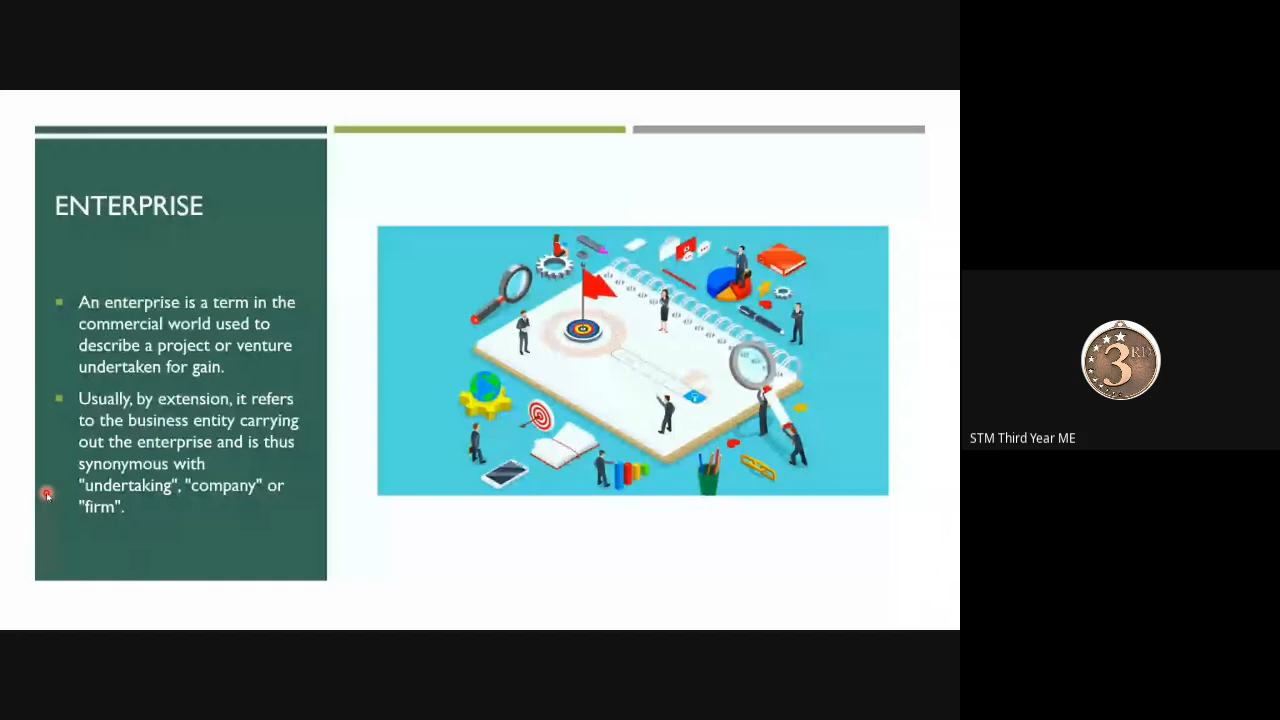 ENTERPRISE
An enterprise is a term in the
commercial world used to
describe a project or venture
undertaken for gain.
Usually, by extension, it refers
to the business entity carrying
out the enterprise and is thus
synonymous with
"undertaking", "company" or
"firm".
3RD
STM Third Year ME